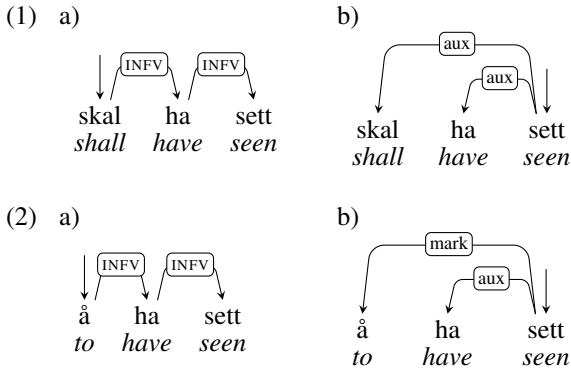 (1) a) b)
INFV INFV aux
aux
skal ha sett skal ha sett
shall have seen shall have seen
(2) a) b)
INFV INFV mark
aux
å ha sett å ha sett
to have seen to have seen